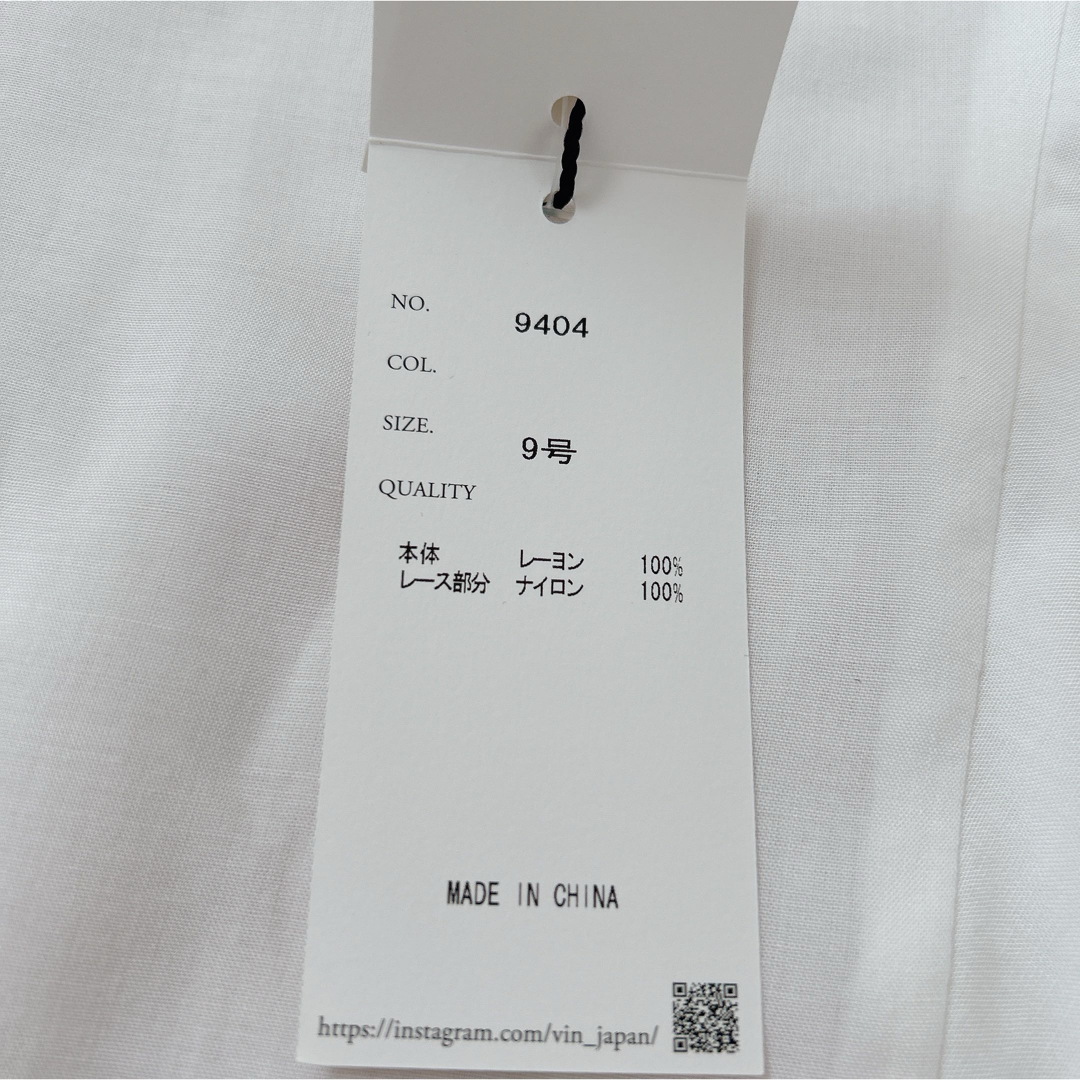 NO. 9404
COL.
SIZE. 9号
QUALITY
本体 レーヨン 100%
レース部分 ナイロン 100%
MADE IN CHINA
https://instagram.com/vin_japan/